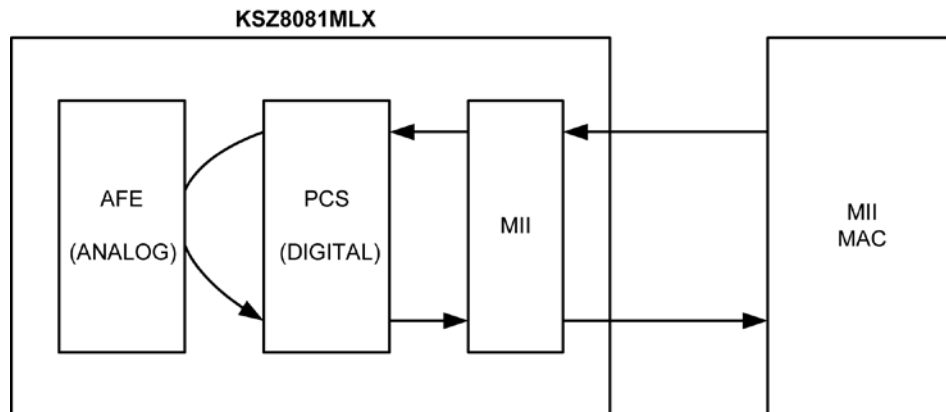 KSZ8081MLX
AFE
(ANALOG)
PCS
(DIGITAL)
MII
MII
MAC